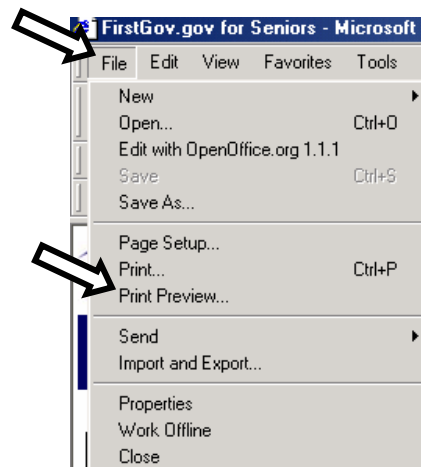 FirstGov.gov for Seniors - Microsoft
File Edit View Favorites Tools
New
Open... Ctrl+O
Edit with OpenOffice.org 1.1.1
Save Ctrl+S
Save As...
Page Setup...
Print... Ctrl+P
Print Preview...
Send
Import and Export...
Properties
Work Offline
Close